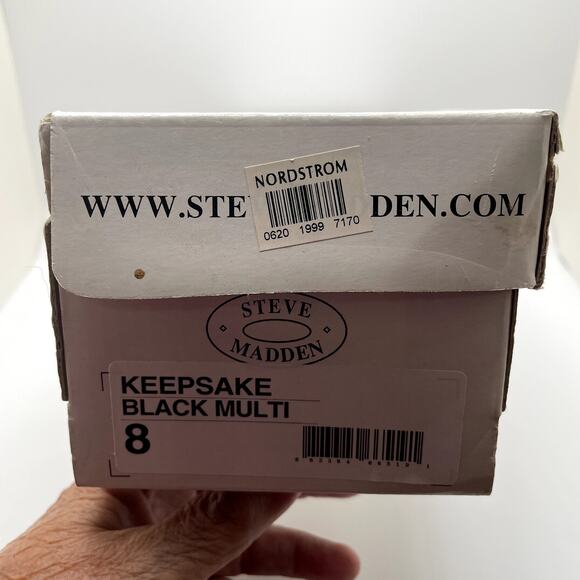 NORDSTROM
0620 1999 7170
WWW.STE DEN.COM
STEVE
MADDEN
KEEPSAKE
BLACK MULTI
8